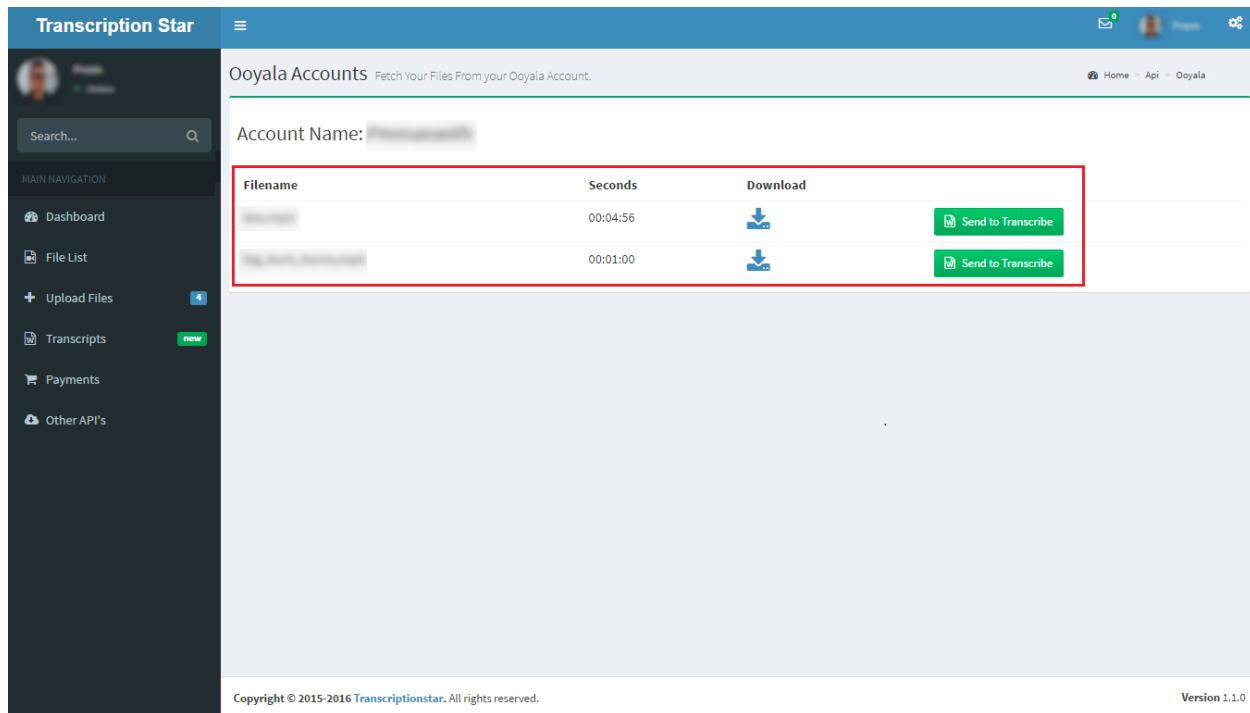 Transcription Star
0
Ooyala Accounts Fetch Your Files From your Ooyala Account.
Home > Api > Ooyala
Search...
Account Name:
MAIN NAVIGATION
Filename Seconds Download
Dashboard
00:04:56 Send to Transcribe
File List
00:01:00 Send to Transcribe
Upload Files 4
Transcripts new
Payments
Other API's
Copyright © 2015-2016 Transcriptionstar. All rights reserved.
Version 1.1.0